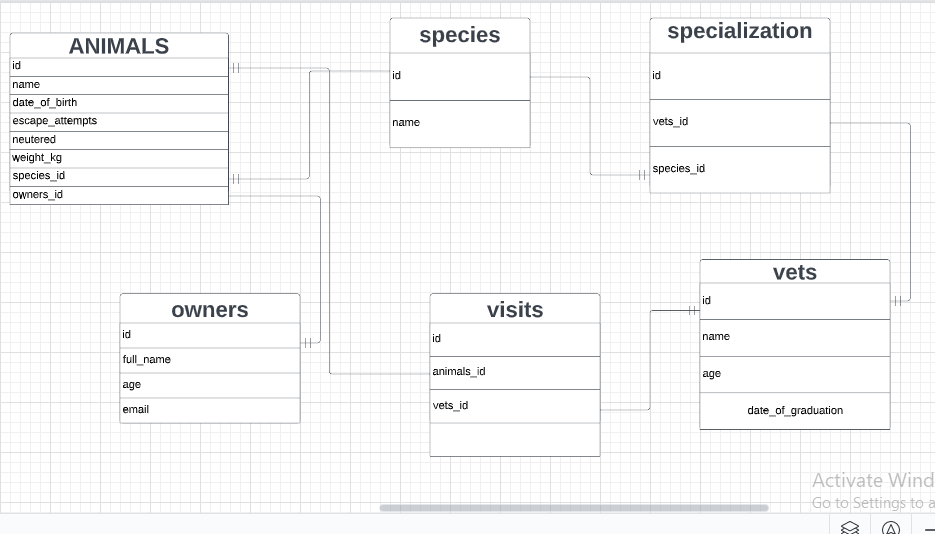 ANIMALS
id
name
date_of_birth
escape_attempts
neutered
weight_kg
species_id
owners_id
species
id
name
specialization
id
vets_id
species_id
owners
id
full_name
age
email
visits
id
animals_id
vets_id
vets
id
name
age
date_of_graduation
Activate Wind
Go to Settings to a